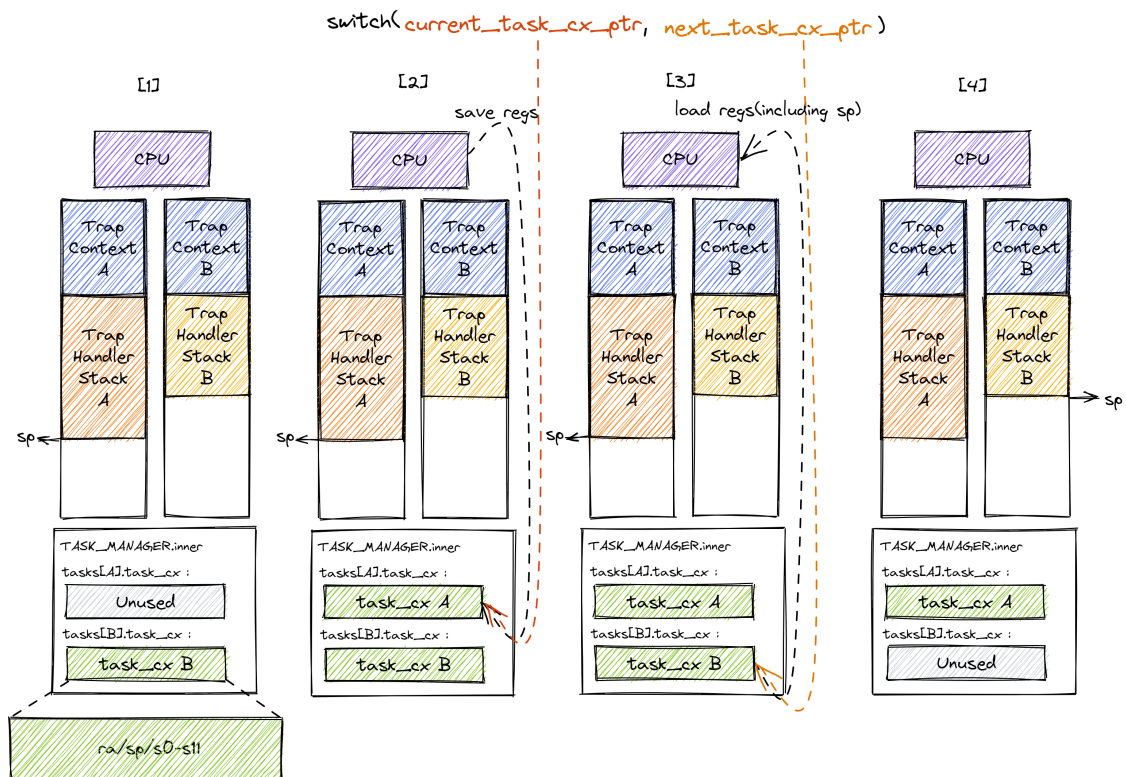 switch(current_task_cx_ptr, next_task_cx_ptr)
[1]
[2]
[3]
[4]
save regs
load regs(including sp)
CPU
CPU
CPU
CPU
Trap
Context
A
Trap
Context
B
Trap
Context
A
Trap
Context
B
Trap
Context
A
Trap
Context
B
Trap
Context
A
Trap
Context
B
Trap
Handler
Stack
A
Trap
Handler
Stack
B
Trap
Handler
Stack
A
Trap
Handler
Stack
B
Trap
Handler
Stack
A
Trap
Handler
Stack
B
Trap
Handler
Stack
A
Trap
Handler
Stack
B
sp
sp
sp
sp
TASK_MANAGER.inner
tasks[A].task_cx :
Unused
tasks[B].task_cx :
task_cx B
ra/sp/s0-s11
TASK_MANAGER.inner
tasks[A].task_cx :
task_cx A
tasks[B].task_cx :
task_cx B
TASK_MANAGER.inner
tasks[A].task_cx :
task_cx A
tasks[B].task_cx :
task_cx B
TASK_MANAGER.inner
tasks[A].task_cx :
task_cx A
tasks[B].task_cx :
Unused